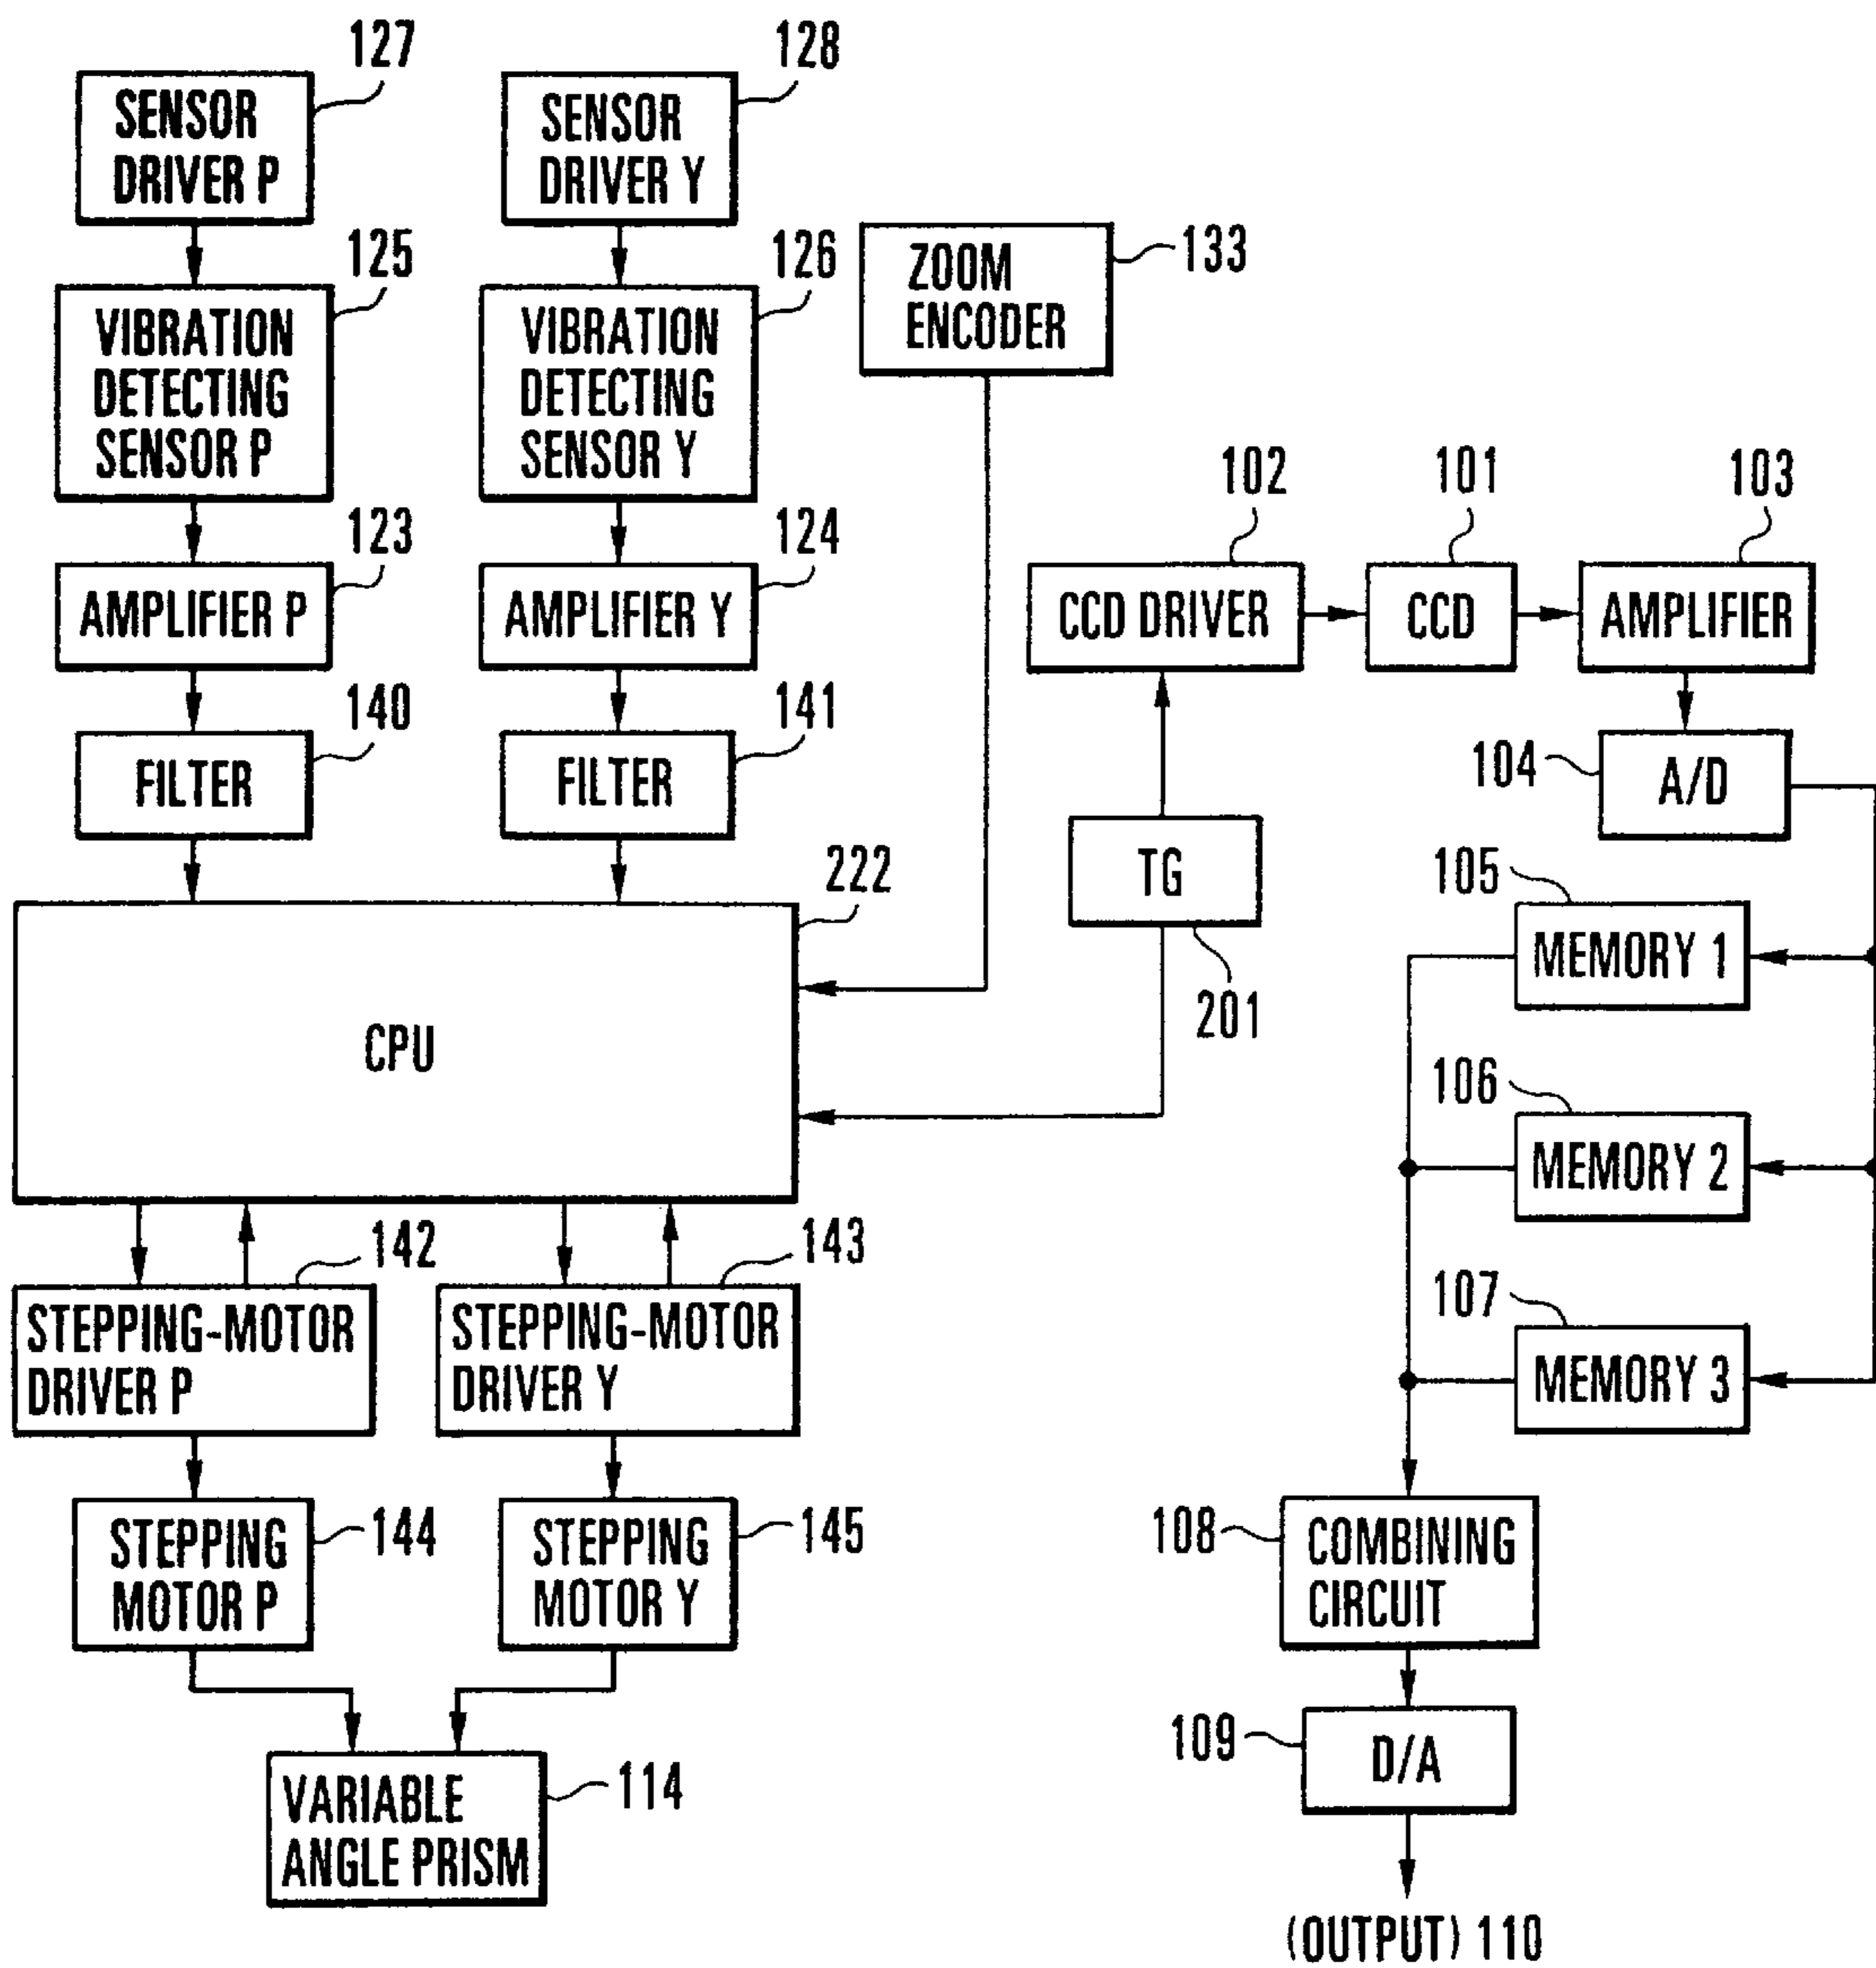 127
SENSOR
DRIVER P
128
SENSOR
DRIVER Y
125
VIBRATION
DETECTING
SENSOR P
126
VIBRATION
DETECTING
SENSOR Y
133
ZOOM
ENCODER
123
AMPLIFIER P
124
AMPLIFIER Y
102
CCD DRIVER
101
CCD
103
AMPLIFIER
140
FILTER
141
FILTER
104
A/D
222
CPU
TG
201
105
MEMORY 1
106
MEMORY 2
107
MEMORY 3
142
STEPPING-MOTOR
DRIVER P
143
STEPPING-MOTOR
DRIVER Y
144
STEPPING
MOTOR P
145
STEPPING
MOTOR Y
108
COMBINING
CIRCUIT
114
VARIABLE
ANGLE PRISM
109
D/A
(OUTPUT) 110